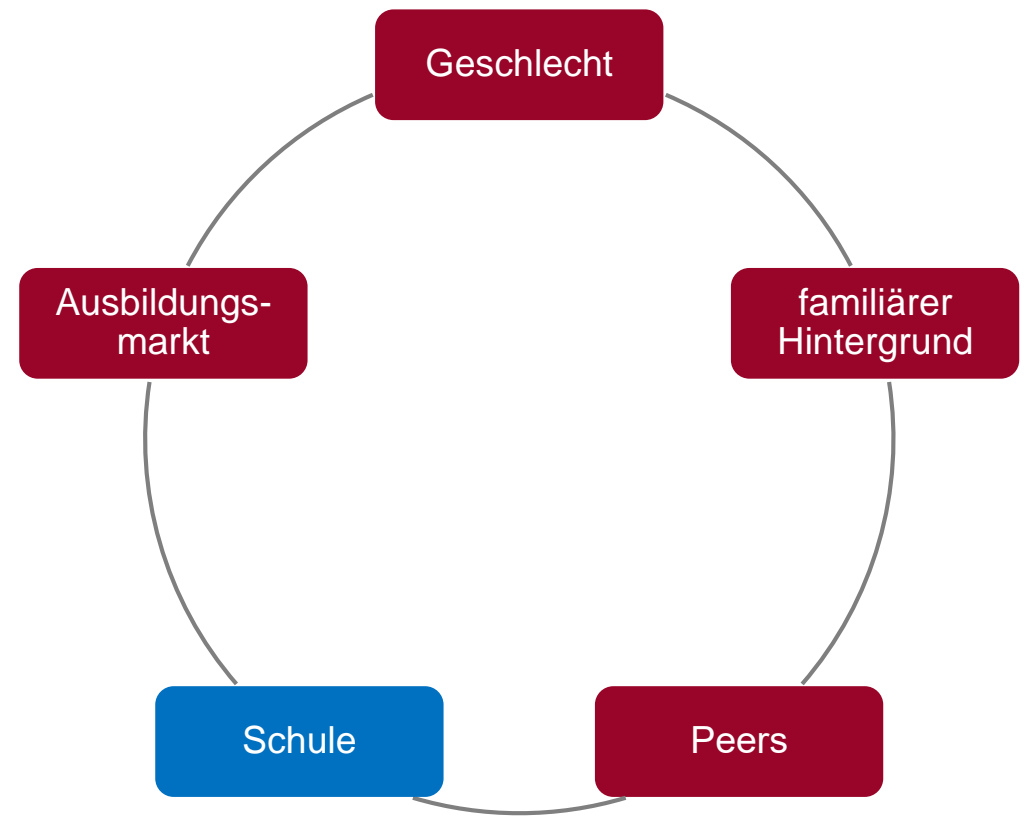 Geschlecht
Ausbildungs-
markt
familiärer
Hintergrund
Schule
Peers